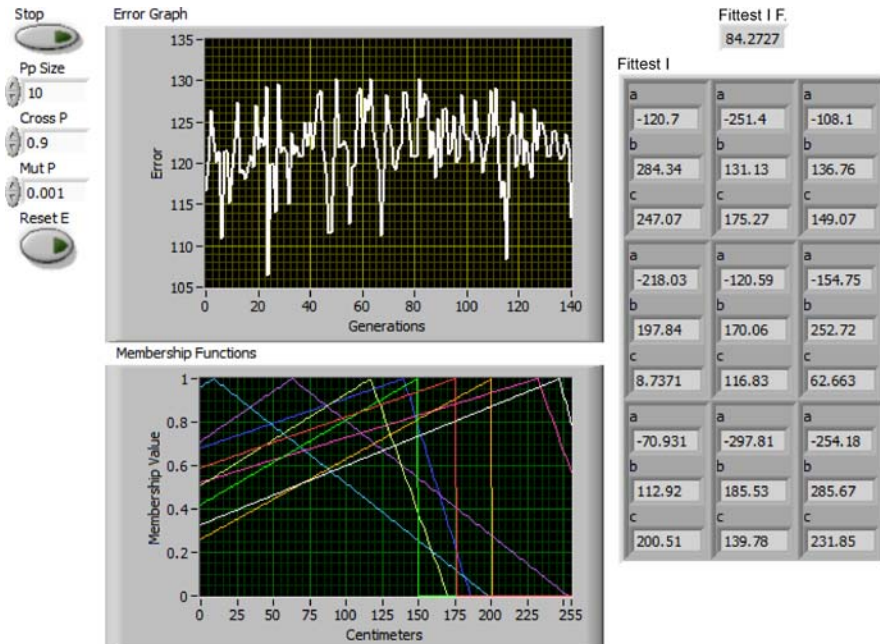 Stop
Pp Size
10
Cross P
0.9
Mut P
0.001
Reset E
Error Graph
135
130
125
120
115
110
105
Error
0 20 40 60 80 100 120 140
Generations
Membership Functions
1
0.8
0.6
0.4
0.2
0
Membership Value
0 25 50 75 100 125 150 175 200 225 255
Centimeters
Fittest I F.
84.2727
Fittest I
a a a
-120.7 -251.4 -108.1
b b b
284.34 131.13 136.76
c c c
247.07 175.27 149.07
a a a
-218.03 -120.59 -154.75
b b b
197.84 170.06 252.72
c c c
8.7371 116.83 62.663
a a a
-70.931 -297.81 -254.18
b b b
112.92 185.53 285.67
c c c
200.51 139.78 231.85